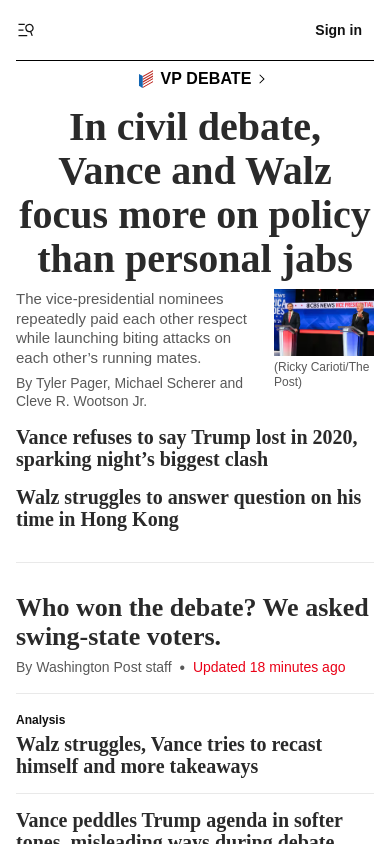 Sign in
VP DEBATE
In civil debate,
Vance and Walz
focus more on policy
than personal jabs
The vice-presidential nominees
repeatedly paid each other respect
while launching biting attacks on
each other’s running mates.
By Tyler Pager, Michael Scherer and
Cleve R. Wootson Jr.
CBS NEWS
(Ricky Carioti/The
Post)
Vance refuses to say Trump lost in 2020,
sparking night’s biggest clash
Walz struggles to answer question on his
time in Hong Kong
Who won the debate? We asked
swing-state voters.
By Washington Post staff • Updated 18 minutes ago
Analysis
Walz struggles, Vance tries to recast
himself and more takeaways
Vance peddles Trump agenda in softer
tones, misleading ways during debate